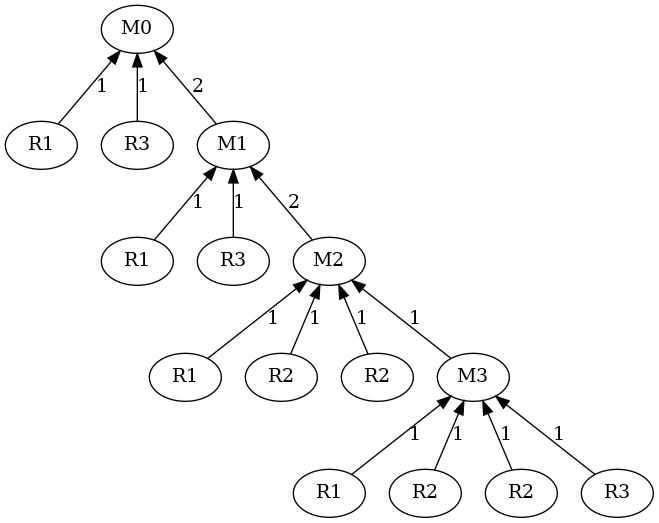 M0
1 1 2
R1 R3 M1
1 1 2
R1 R3 M2
1 1 1 1
R1 R2 R2 M3
1 1 1 1
R1 R2 R2 R3